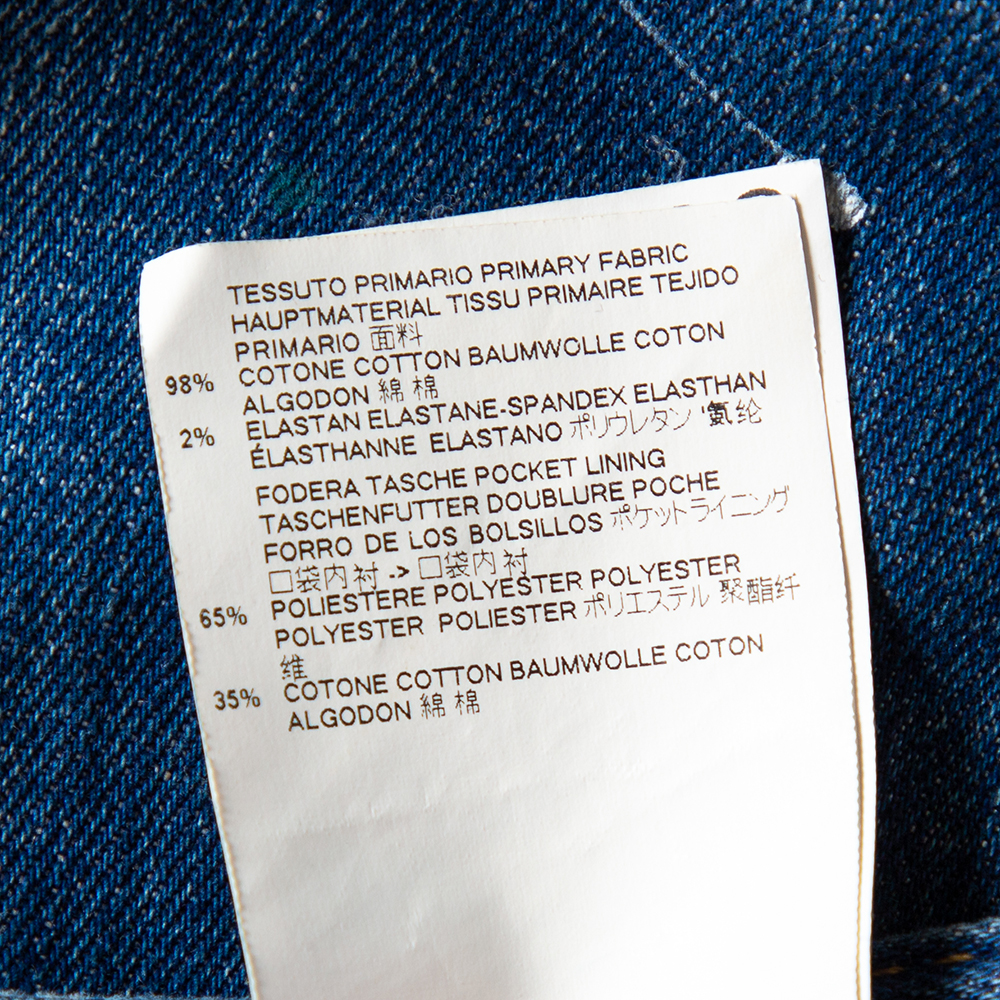 TESSUTO PRIMARIO PRIMARY FABRIC
HAUPTMATERIAL TISSU PRIMAIRE TEJIDO
PRIMARIO 面料
98% COTONE COTTON BAUMWOLLE COTON
ALGODON 綿 棉
2% ELASTAN ELASTANE-SPANDEX ELASTHAN
ÉLASTHANNE ELASTANO ポリウレタン '氨纶
FODERA TASCHE POCKET LINING
TASCHENFUTTER DOUBLURE POCHE
FORRO DE LOS BOLSILLOS ポケットライニング
口袋内衬 -> 口袋内衬
65% POLIESTERE POLYESTER POLYESTER
POLYESTER POLIESTER ポリエステル 聚酯纤
维
35% COTONE COTTON BAUMWOLLE COTON
ALGODON 綿 棉